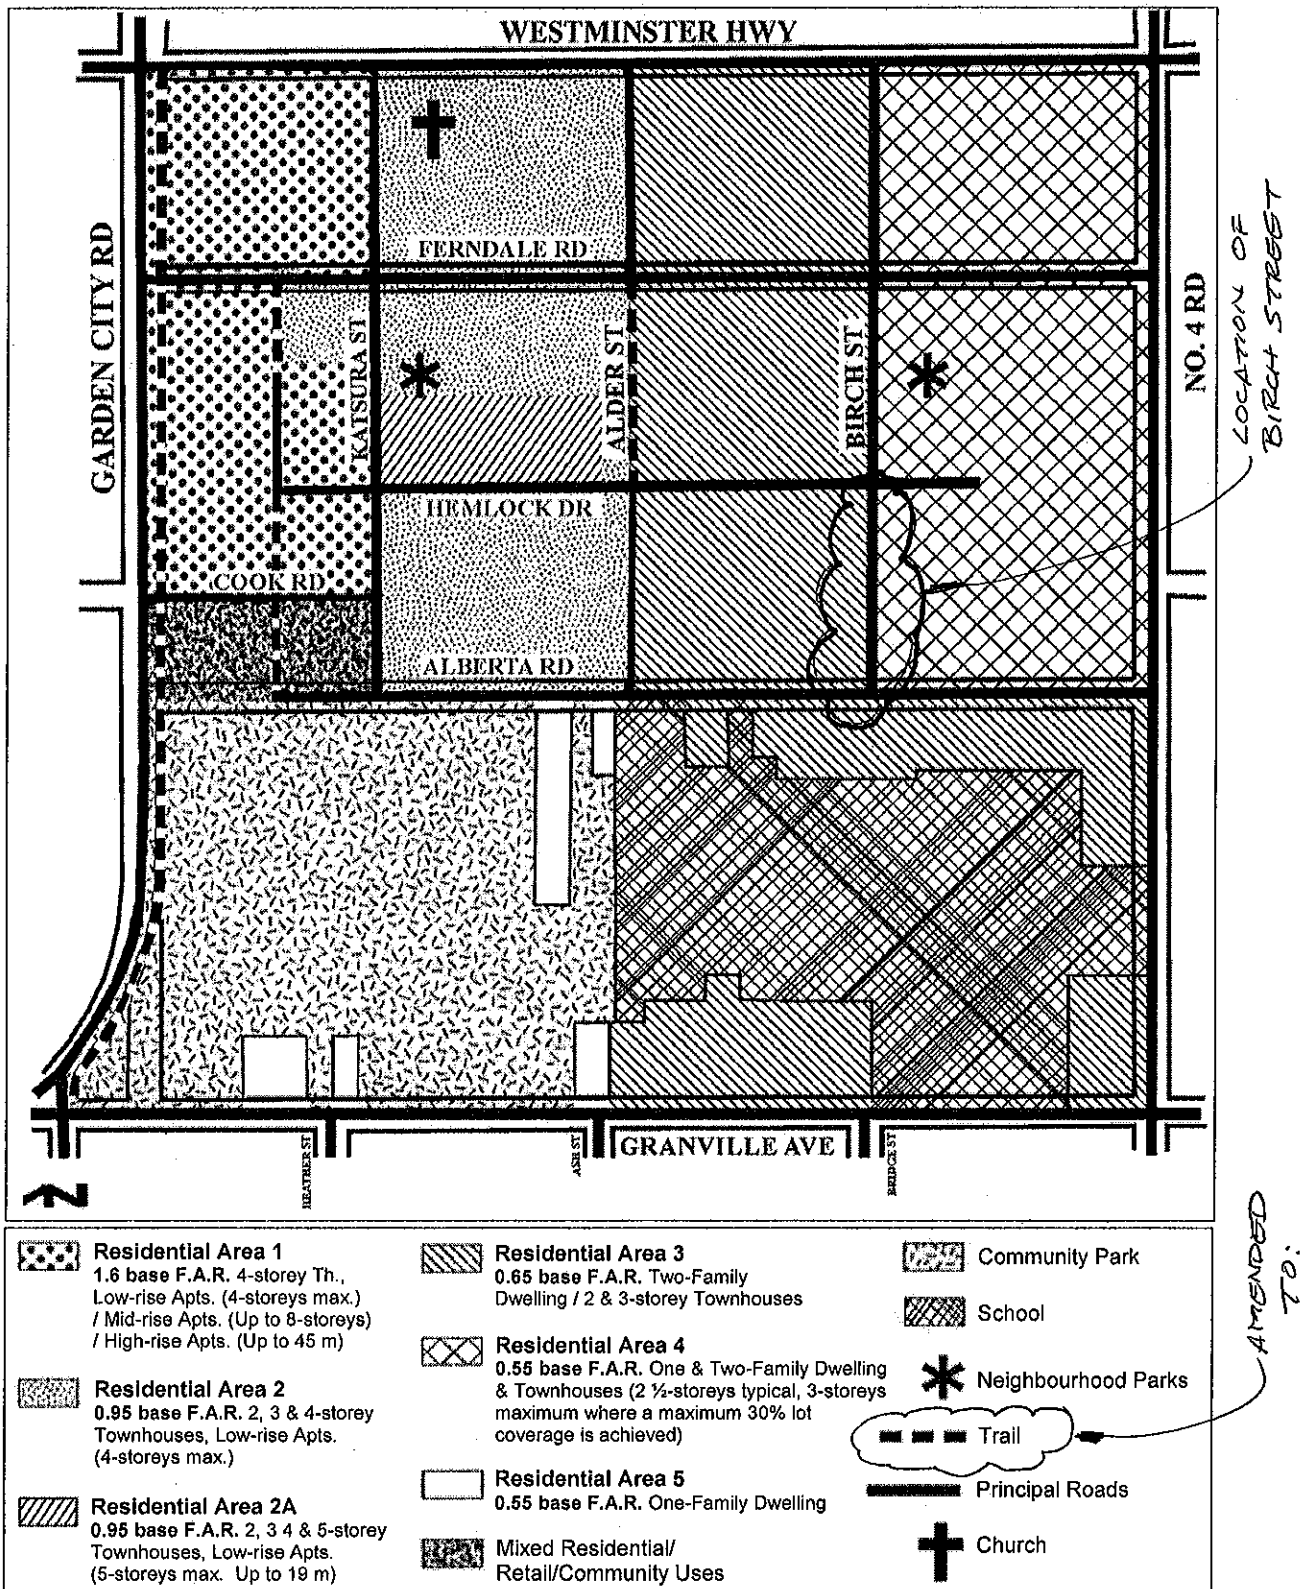 WESTMINSTER HWY
GARDEN CITY RD
FERNDALE RD
KATSURA ST
ALDER ST
BIRCH ST
NO. 4 RD
LOCATION OF
BIRCH STREET
HEMLOCK DR
COOK RD
ALBERTA RD
HEATHER ST
ASH ST
GRANVILLE AVE
BRIDGE ST
N
Residential Area 1
1.6 base F.A.R. 4-storey Th.,
Low-rise Apts. (4-storeys max.)
/ Mid-rise Apts. (Up to 8-storeys)
/ High-rise Apts. (Up to 45 m)
Residential Area 2
0.95 base F.A.R. 2, 3 & 4-storey
Townhouses, Low-rise Apts.
(4-storeys max.)
Residential Area 2A
0.95 base F.A.R. 2, 3 4 & 5-storey
Townhouses, Low-rise Apts.
(5-storeys max. Up to 19 m)
Residential Area 3
0.65 base F.A.R. Two-Family
Dwelling / 2 & 3-storey Townhouses
Residential Area 4
0.55 base F.A.R. One & Two-Family Dwelling
& Townhouses (2 ½-storeys typical, 3-storeys
maximum where a maximum 30% lot
coverage is achieved)
Residential Area 5
0.55 base F.A.R. One-Family Dwelling
Mixed Residential/
Retail/Community Uses
Community Park
School
Neighbourhood Parks
Trail
Principal Roads
Church
AMENDED
TO: